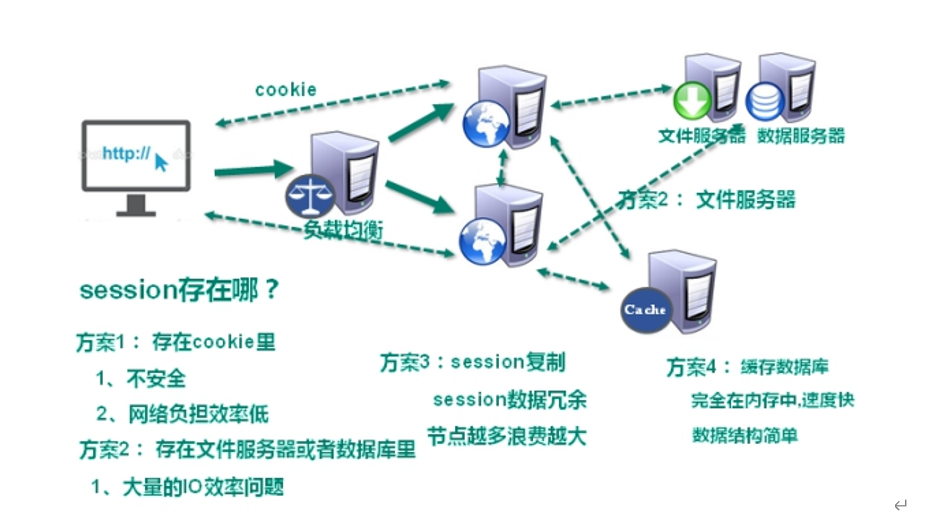 cookie
http://
文件服务器 数据服务器
方案2： 文件服务器
负载均衡
Cache
session存在哪？
方案1： 存在cookie里
1、不安全
2、网络负担效率低
方案2： 存在文件服务器或者数据库里
1、大量的IO效率问题
方案3：session复制
session数据冗余
节点越多浪费越大
方案4： 缓存数据库
完全在内存中,速度快
数据结构简单